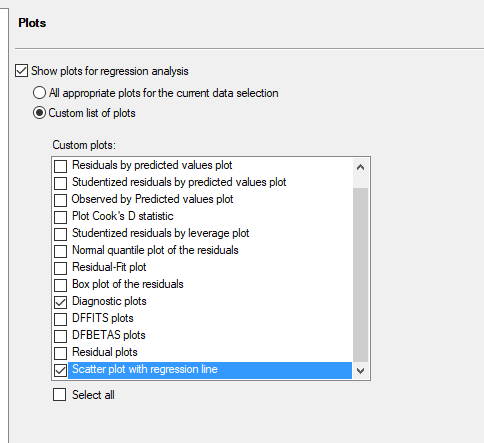 Plots
Show plots for regression analysis
All appropriate plots for the current data selection
Custom list of plots
Custom plots:
Residuals by predicted values plot
Studentized residuals by predicted values plot
Observed by Predicted values plot
Plot Cook's D statistic
Studentized residuals by leverage plot
Normal quantile plot of the residuals
Residual-Fit plot
Box plot of the residuals
Diagnostic plots
DFFITS plots
DFBETAS plots
Residual plots
Scatter plot with regression line
Select all